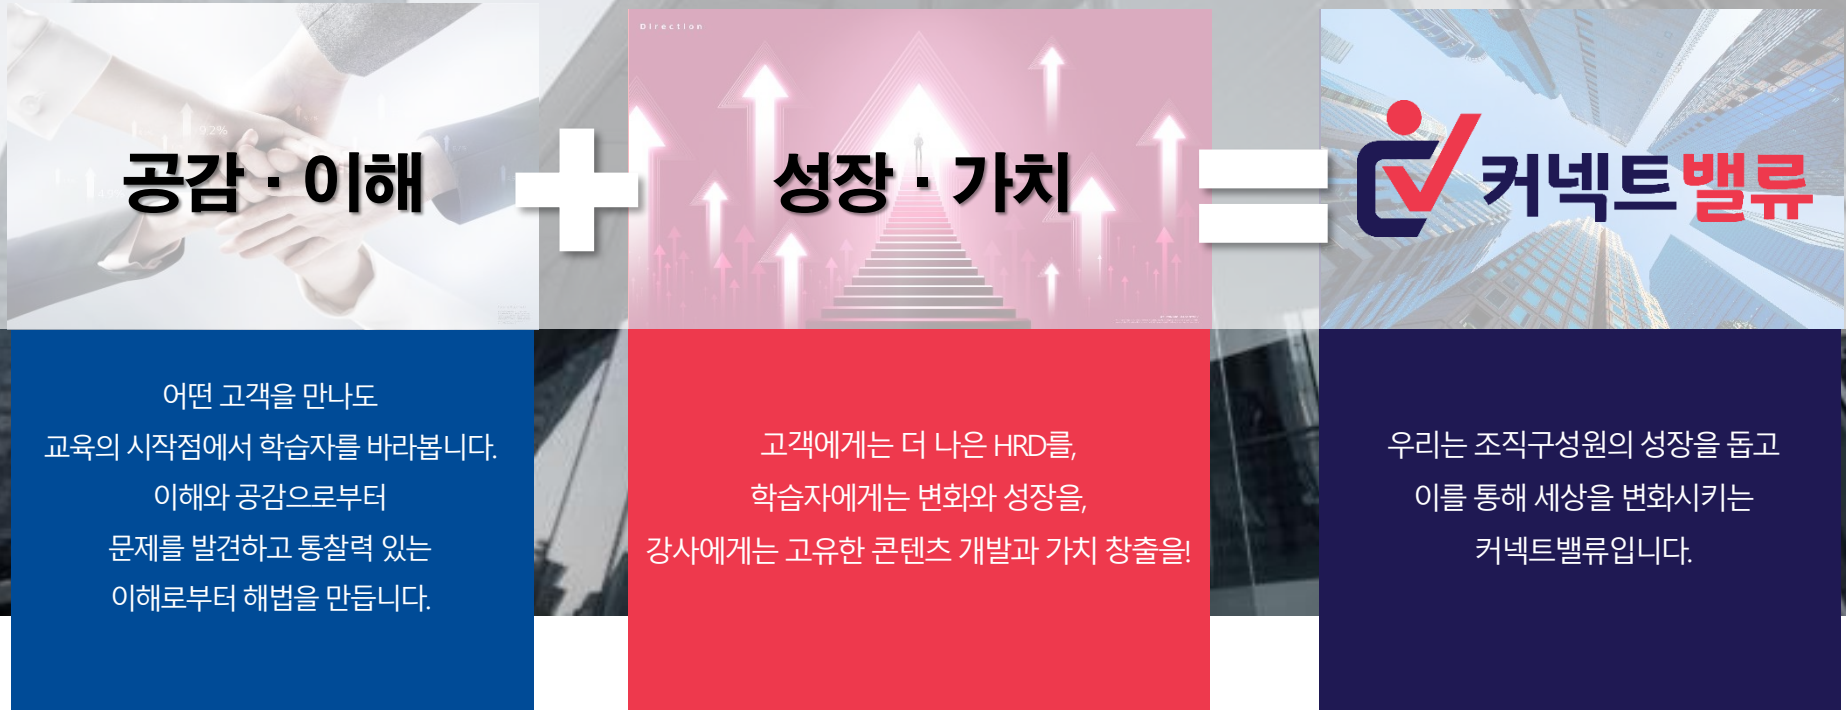 Direction
9.2%
공감 · 이해
성장 · 가치
커넥트밸류
어떤 고객을 만나도
교육의 시작점에서 학습자를 바라봅니다.
이해와 공감으로부터
문제를 발견하고 통찰력 있는
이해로부터 해법을 만듭니다.
고객에게는 더 나은 HRD를,
학습자에게는 변화와 성장을,
강사에게는 고유한 콘텐츠 개발과 가치 창출을!
우리는 조직구성원의 성장을 돕고
이를 통해 세상을 변화시키는
커넥트밸류입니다.